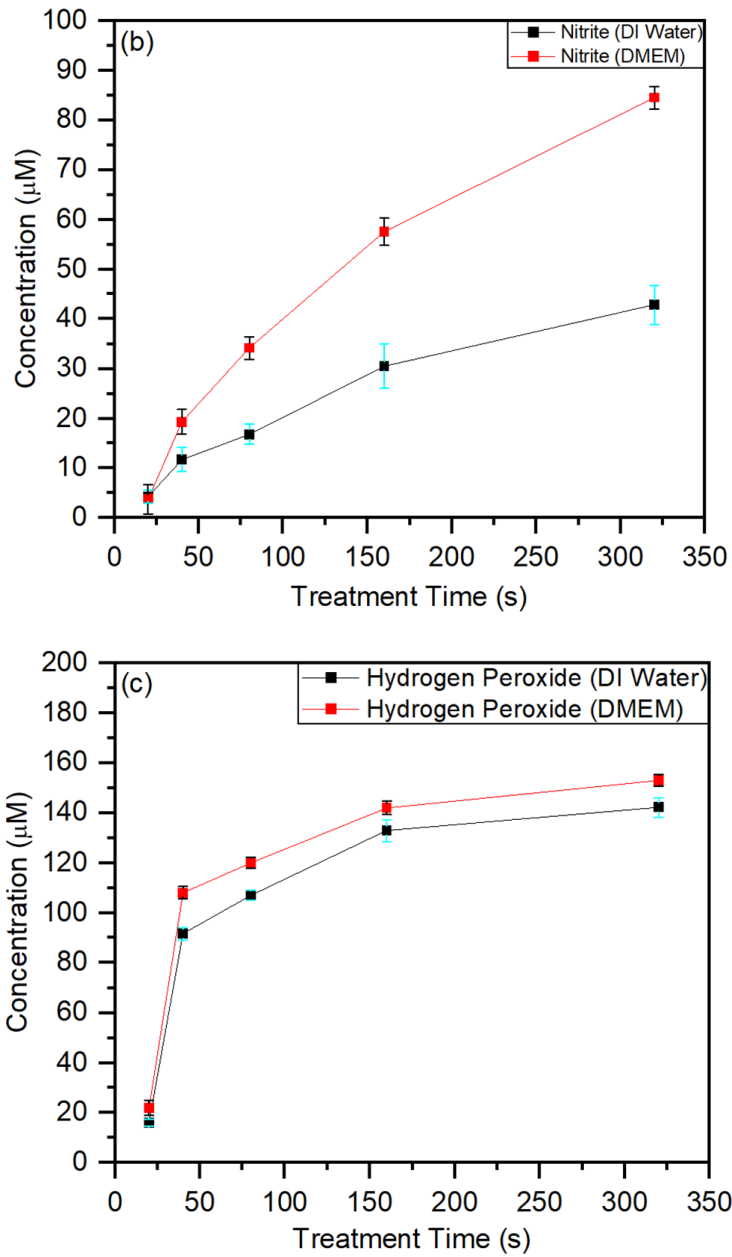 (b)
Nitrite (DI Water)
Nitrite (DMEM)
100
90
80
70
60
50
40
30
20
10
0
Concentration (μM)
0 50 100 150 200 250 300 350
Treatment Time (s)
(c)
Hydrogen Peroxide (DI Water)
Hydrogen Peroxide (DMEM)
200
180
160
140
120
100
80
60
40
20
0
Concentration (μM)
0 50 100 150 200 250 300 350
Treatment Time (s)